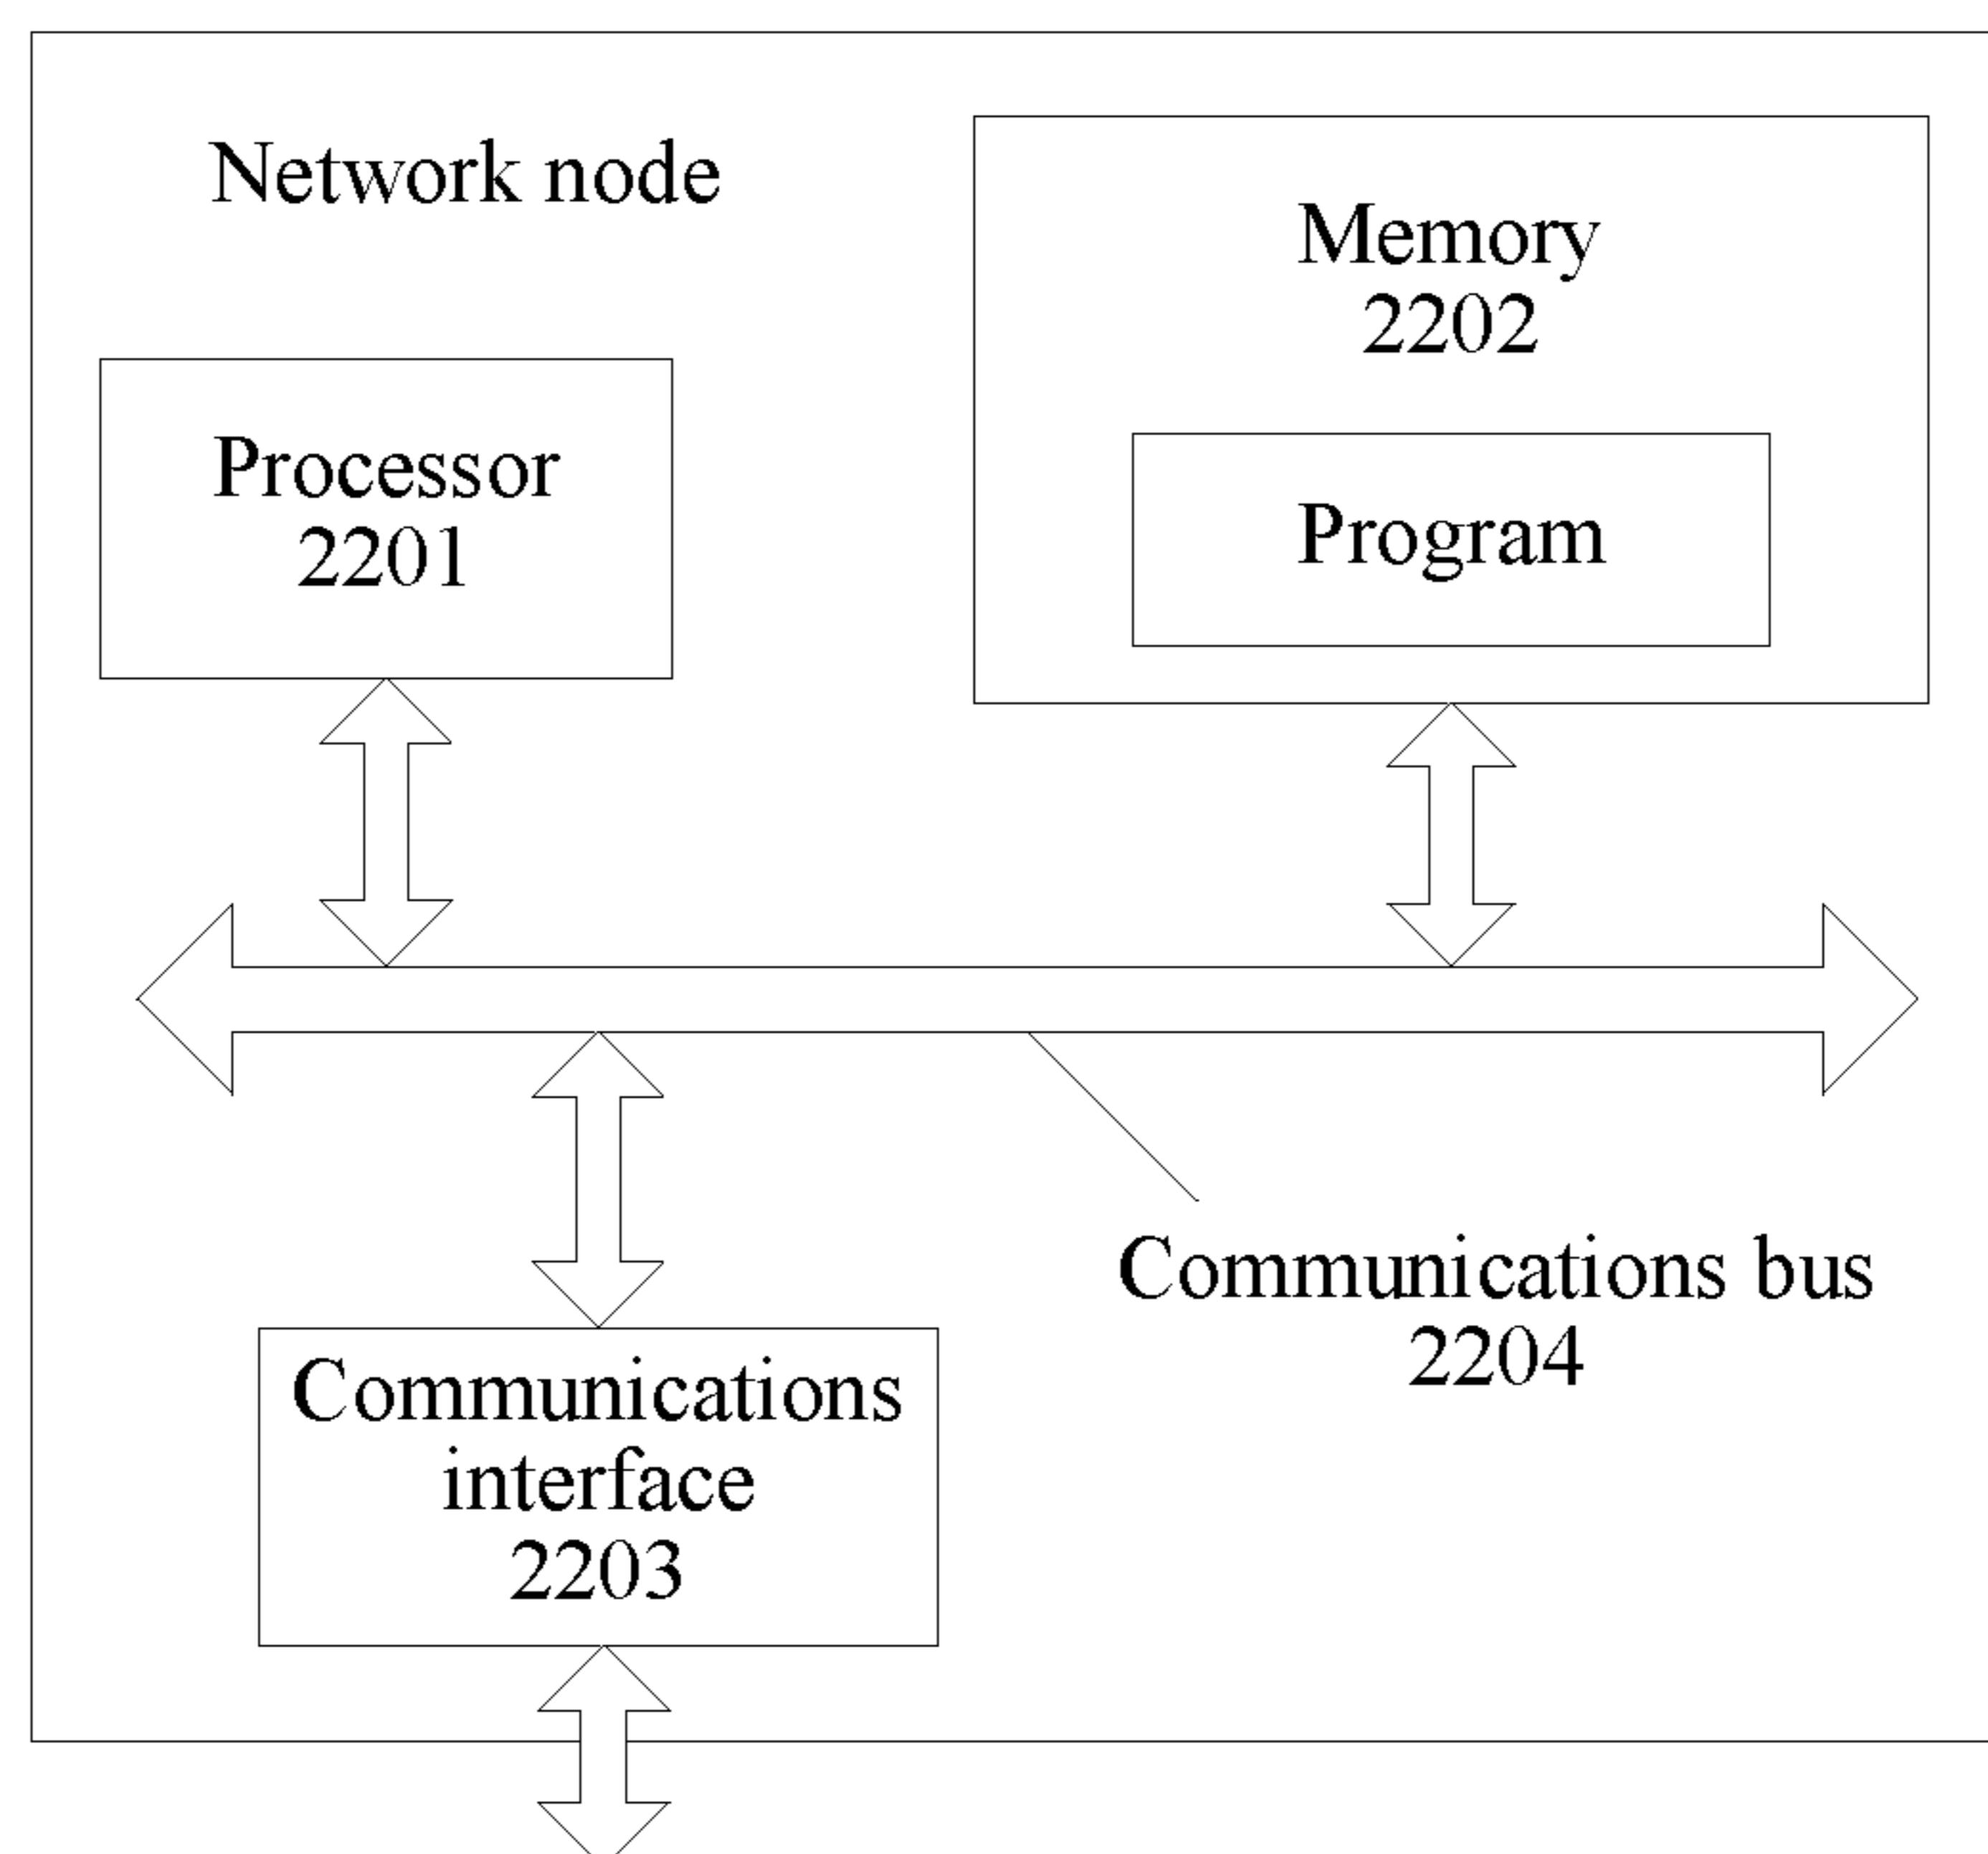 Network node
Memory
2202
Processor
2201
Program
Communications bus
2204
Communications
interface
2203